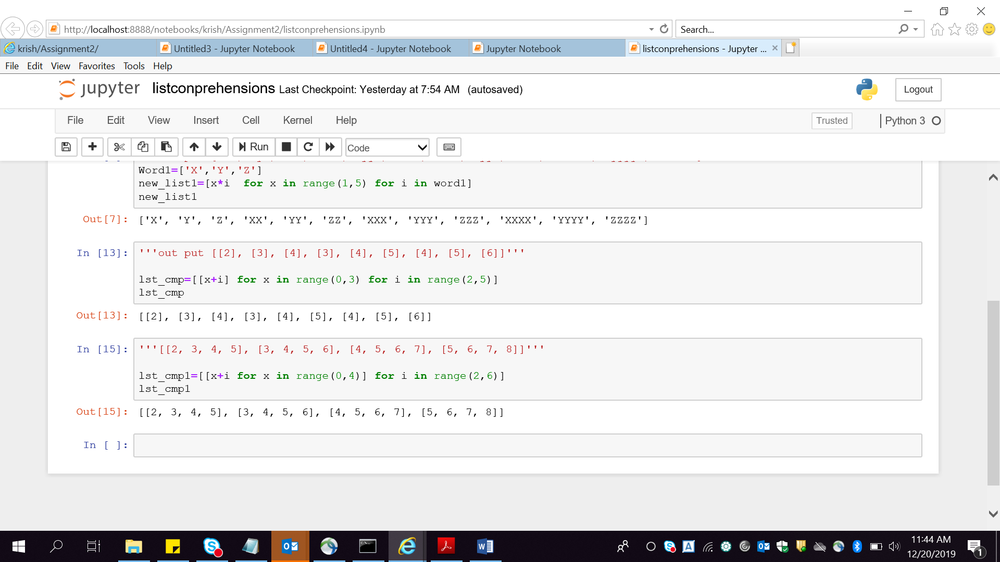 http://localhost:8888/notebooks/krish/Assignment2/listconprehensions.ipynb
Search...
krish/Assignment2/
Untitled3 - Jupyter Notebook
Untitled4 - Jupyter Notebook
Jupyter Notebook
listconprehensions - Jupyter ...
File Edit View Favorites Tools Help
jupyter listconprehensions Last Checkpoint: Yesterday at 7:54 AM (autosaved)
Logout
File Edit View Insert Cell Kernel Help
Trusted
Python 3
Run
Code
Word1=['X','Y','Z']
new_list1=[x*i  for x in range(1,5) for i in word1]
new_list1
Out[7]: ['X', 'Y', 'Z', 'XX', 'YY', 'ZZ', 'XXX', 'YYY', 'ZZZ', 'XXXX', 'YYYY', 'ZZZZ']
In [13]: '''out put [[2], [3], [4], [3], [4], [5], [4], [5], [6]]'''
lst_cmp=[[x+i] for x in range(0,3) for i in range(2,5)]
lst_cmp
Out[13]: [[2], [3], [4], [3], [4], [5], [4], [5], [6]]
In [15]: '''[[2, 3, 4, 5], [3, 4, 5, 6], [4, 5, 6, 7], [5, 6, 7, 8]]'''
lst_cmp1=[[x+i for x in range(0,4)] for i in range(2,6)]
lst_cmp1
Out[15]: [[2, 3, 4, 5], [3, 4, 5, 6], [4, 5, 6, 7], [5, 6, 7, 8]]
In [ ]:
11:44 AM
12/20/2019
1